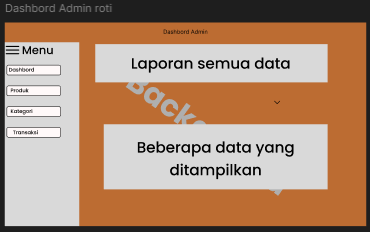 Dashbord Admin roti
Dashbord Admin
Menu
Laporan semua data
Dashbord
Produk
Kategori
Transaksi
Beberapa data yang
ditampilkan